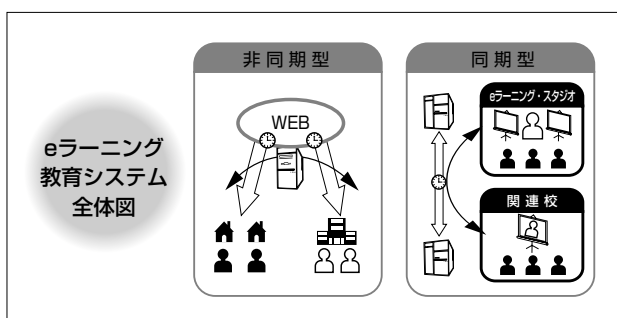 eラーニング
教育システム
全体図
非同期型
WEB
同期型
eラーニング・スタジオ
関連校